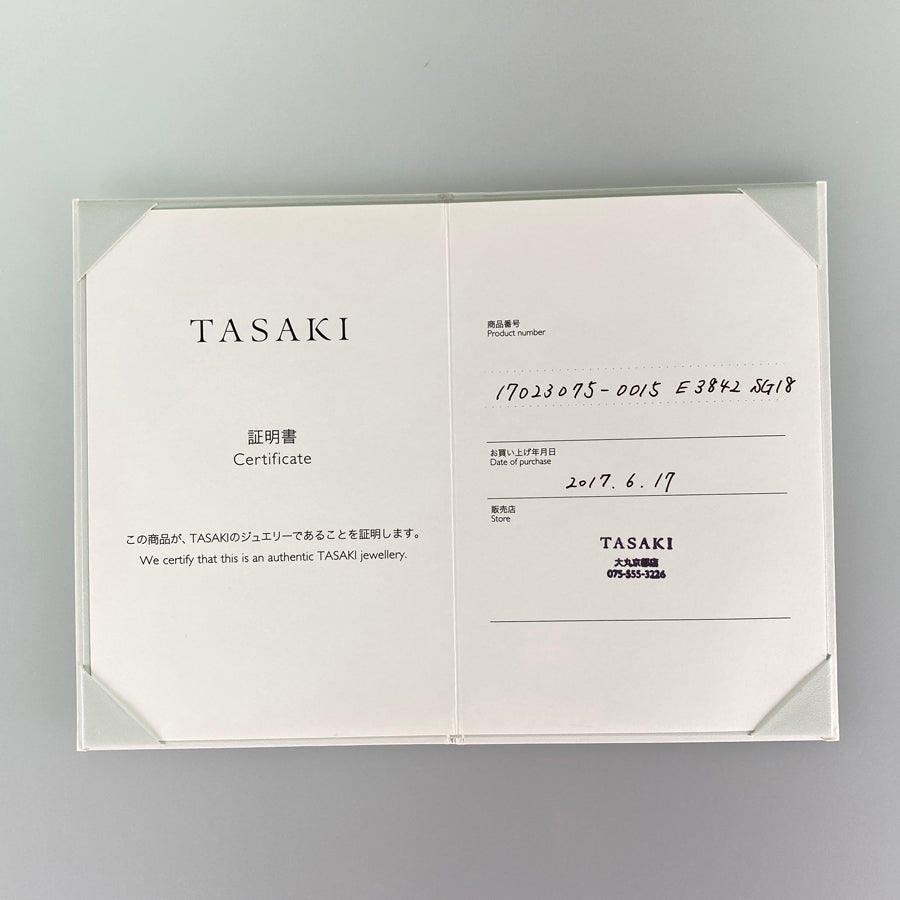 TASAKI
証明書
Certificate
この商品が、TASAKIのジュエリーであることを証明します。
We certify that this is an authentic TASAKI jewellery.
商品番号
Product number
17023075-0015 E3842 SG18
お買い上げ年月日
Date of purchase
2017.6.17
販売店
Store
TASAKI
大丸京都店
075-555-3226